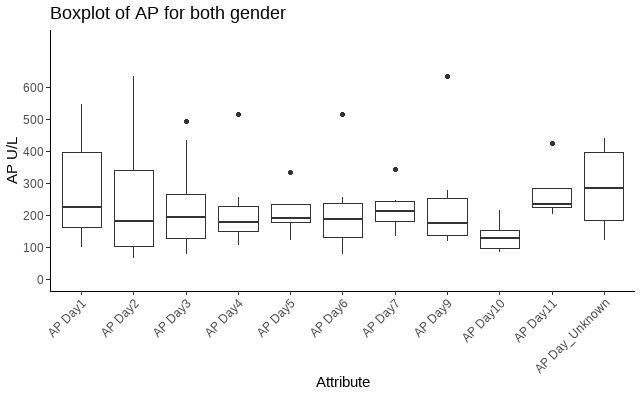 Boxplot of AP for both gender
AP U/L
600
500
400
300
200
100
0
AP Day1
AP Day2
AP Day3
AP Day4
AP Day5
AP Day6
AP Day7
AP Day9
AP Day10
AP Day11
AP Day_Unknown
Attribute